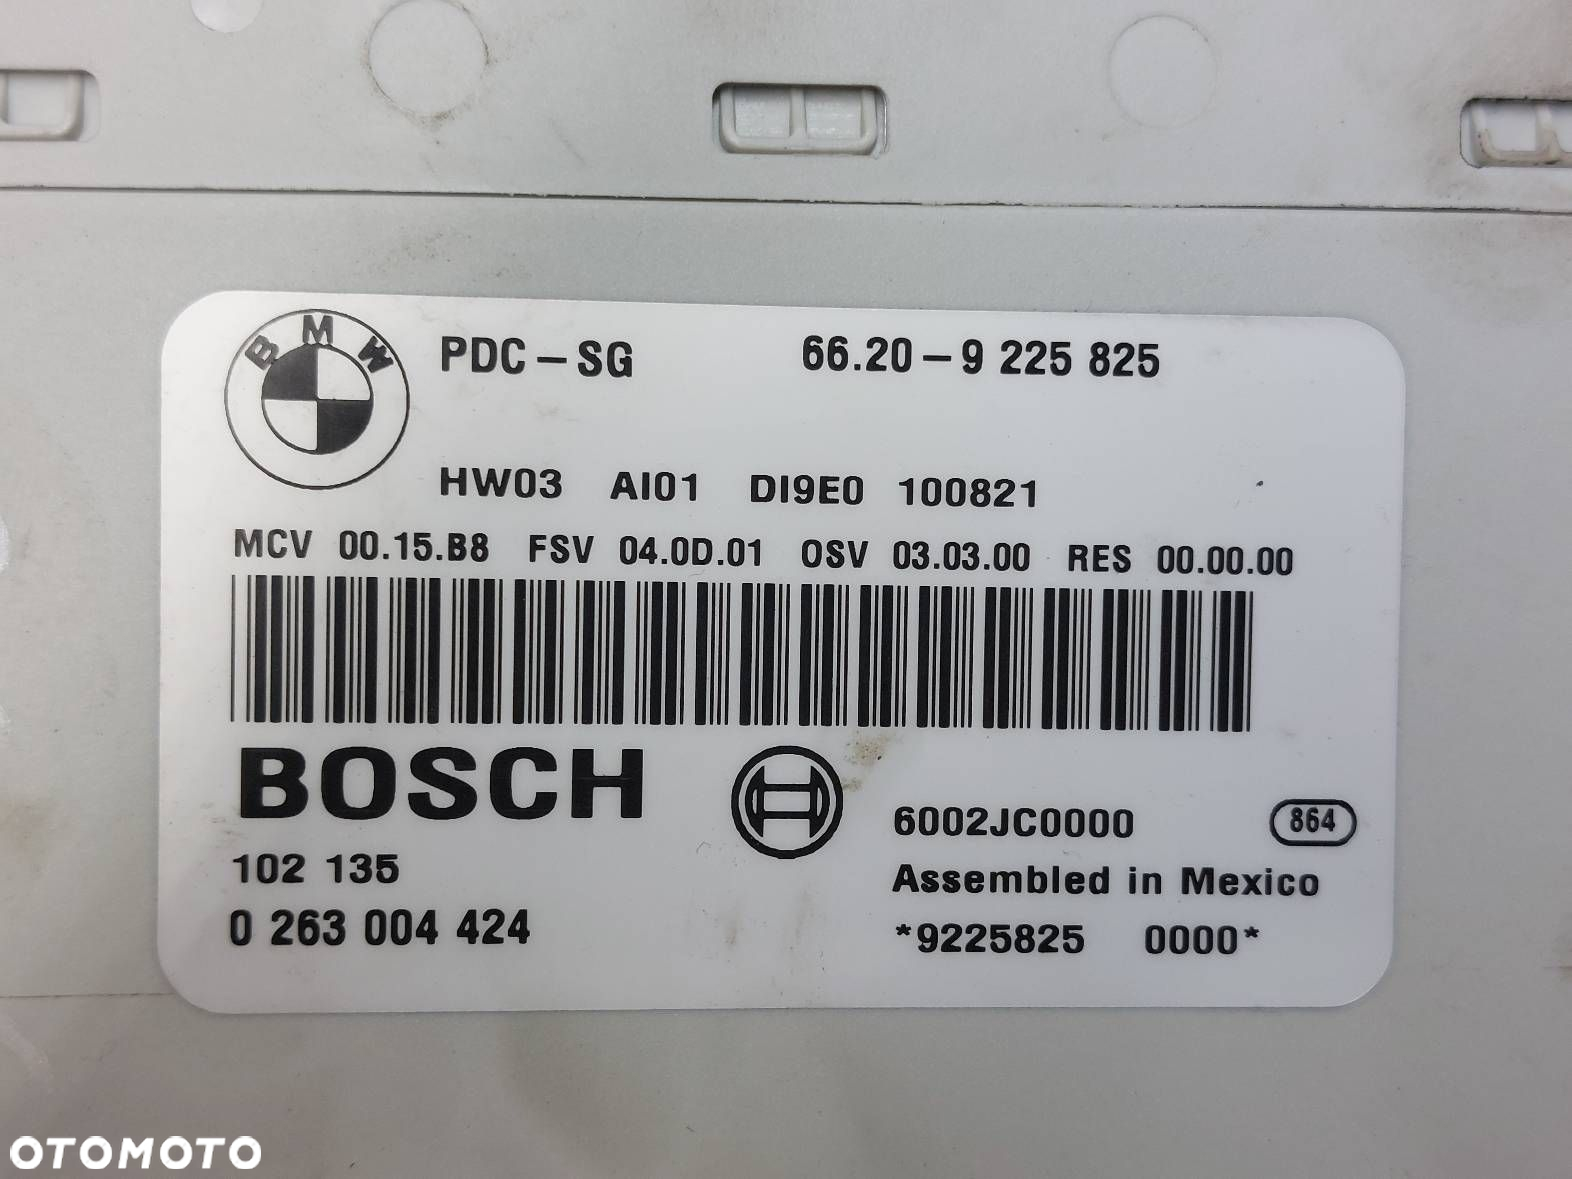 BMW
PDC-SG 66.20-9 225 825
HW03 AI01 DI9E0 100821
MCV 00.15.B8 FSV 04.0D.01 OSV 03.03.00 RES 00.00.00
BOSCH
6002JC0000 864
102 135
Assembled in Mexico
0 263 004 424
*9225825 0000*
OTOMOTO